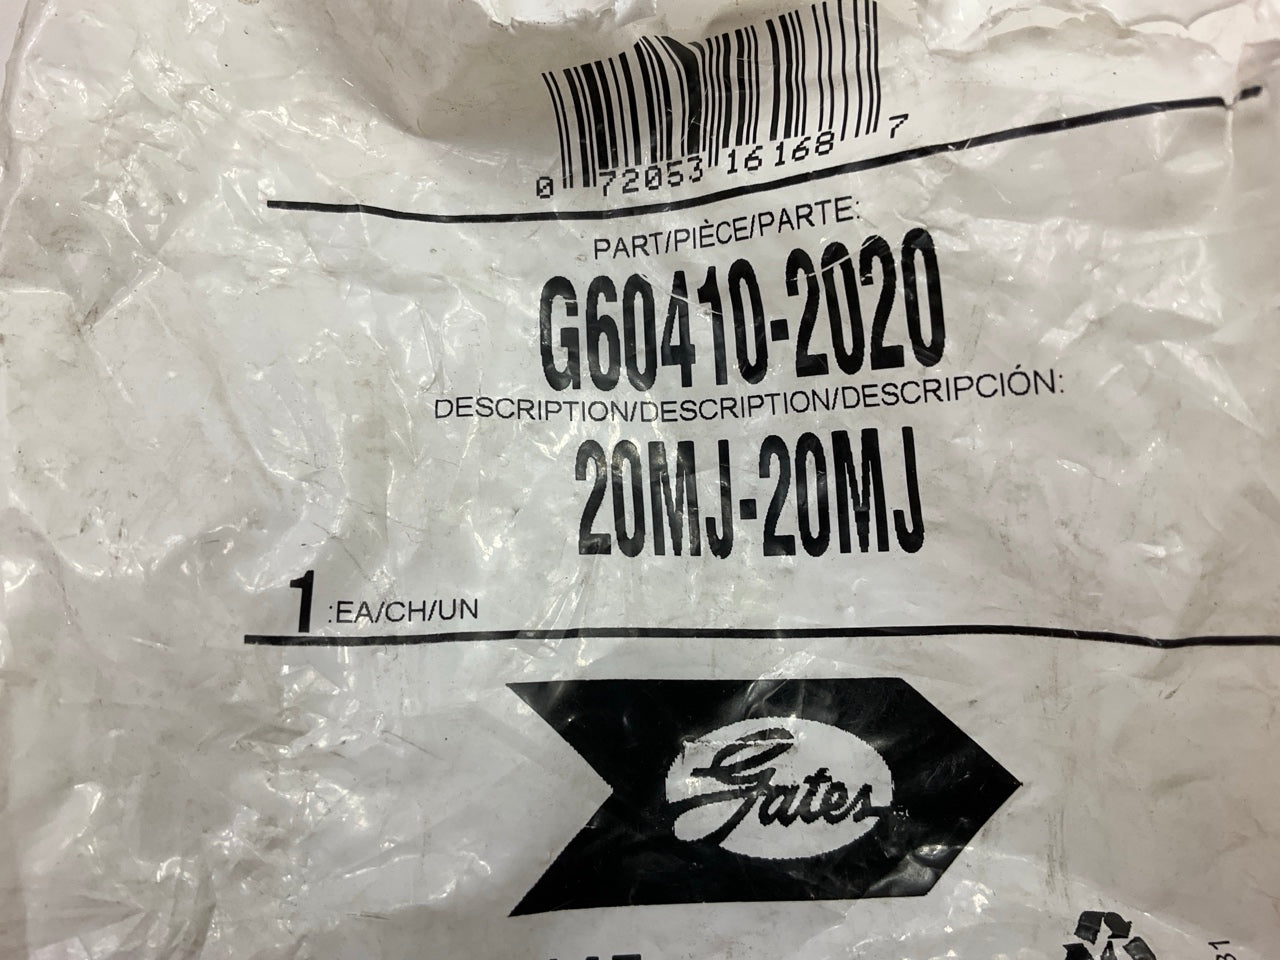 0 72053 16168 7
PART/PIÈCE/PARTE:
G60410-2020
DESCRIPTION/DESCRIPTION/DESCRIPCIÓN:
20MJ-20MJ
1 :EA/CH/UN
Gates